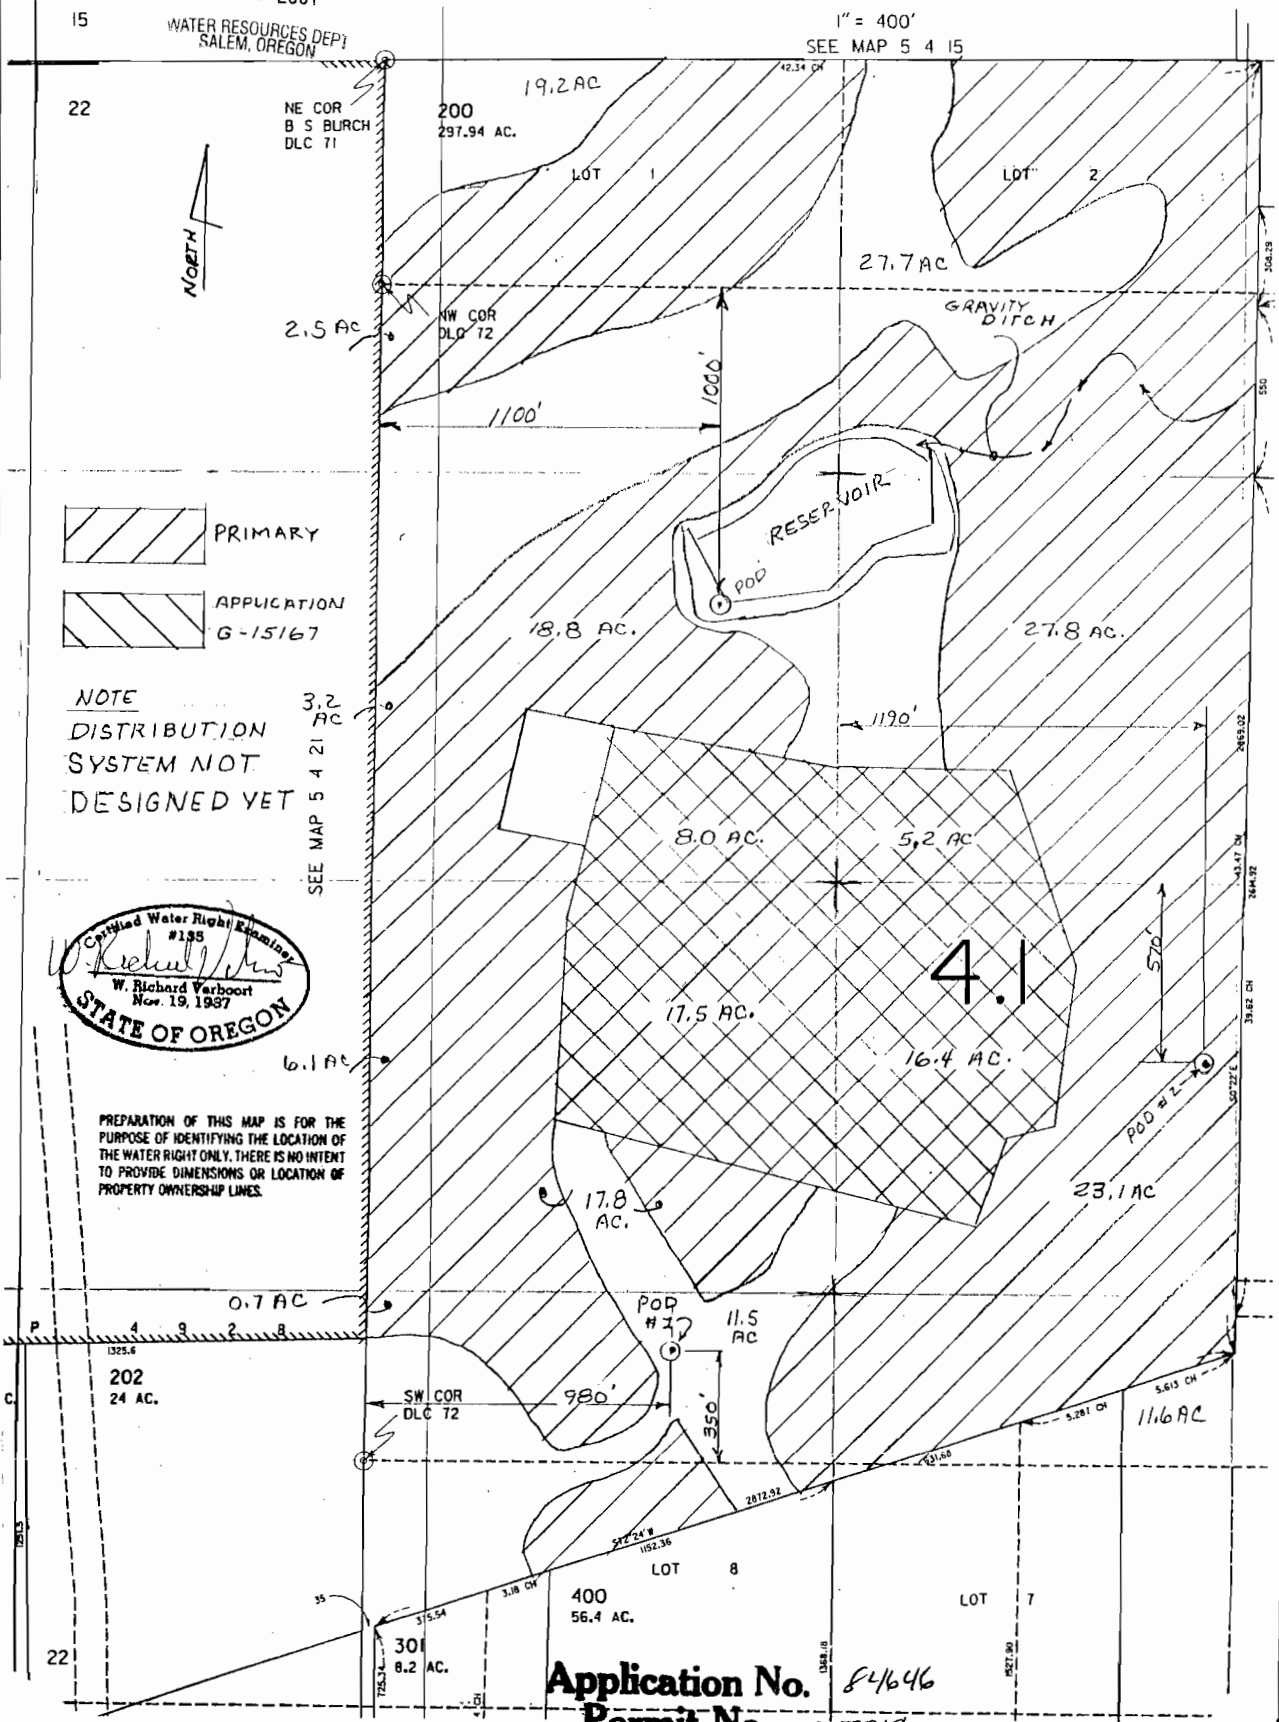 15
WATER RESOURCES DEPT
SALEM, OREGON
1" = 400'
SEE MAP 5 4 15
42.34 CH
22
NE COR
B S BURCH
DLC 71
200
297.94 AC.
19.2 AC
LOT 1
LOT 2
NORTH
27.7 AC
308.29
GRAVITY
DITCH
2.5 AC
NW COR
DLC 72
1000'
1100'
550
RESERVOIR
POD
PRIMARY
APPLICATION
G-15167
18.8 AC.
27.8 AC.
NOTE
DISTRIBUTION
SYSTEM NOT
DESIGNED YET
3.2
AC
SEE MAP 5 4 21
1190'
2869.02
8.0 AC.
5.2 AC
43.47 CH
2614.92
Certified Water Right Examiner
#135
W. Richard Verboort
Nov. 19, 1987
STATE OF OREGON
4.1
570'
39.62 CH
17.5 AC.
16.4 AC.
6.1 AC
S0°22'E
POD #2
PREPARATION OF THIS MAP IS FOR THE
PURPOSE OF IDENTIFYING THE LOCATION OF
THE WATER RIGHT ONLY. THERE IS NO INTENT
TO PROVIDE DIMENSIONS OR LOCATION OF
PROPERTY OWNERSHIP LINES.
17.8
AC.
23.1 AC
0.7 AC
POD
#1
11.5
AC
P 4 9 2 8
1325.6
202
24 AC.
C.
SW COR
DLC 72
980'
350'
5.613 CH
5.281 CH
11.6 AC
531.60
2872.92
S72°24'W
1152.36
LOT 8
3.18 CH
400
56.4 AC.
LOT 7
35
375.54
301
8.2 AC.
22
725.34
1368.18
1527.90
Application No. 84646
Permit No.